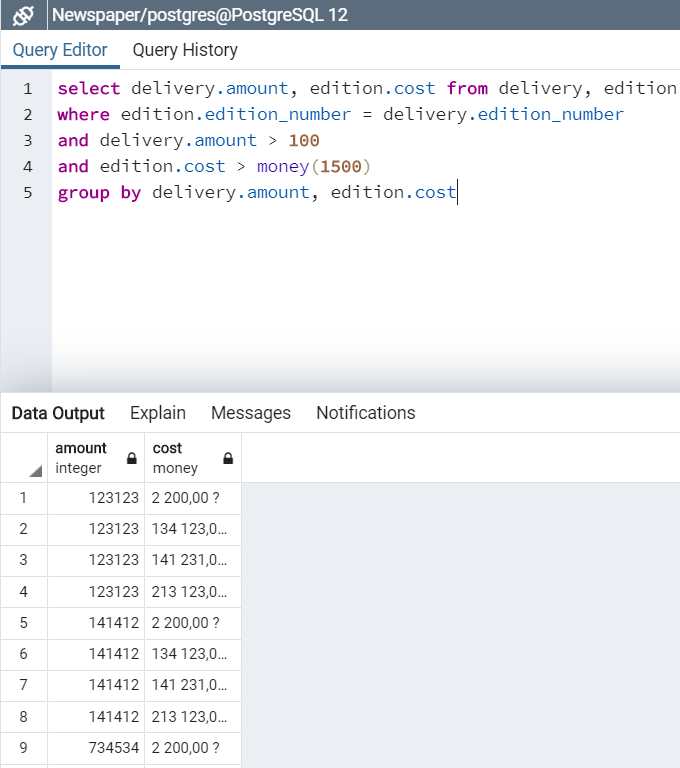 Newspaper/postgres@PostgreSQL 12
Query Editor Query History
1 select delivery.amount, edition.cost from delivery, edition
2 where edition.edition_number = delivery.edition_number
3 and delivery.amount > 100
4 and edition.cost > money(1500)
5 group by delivery.amount, edition.cost
Data Output Explain Messages Notifications
amount cost
integer money
1 123123 2 200,00 ?
2 123123 134 123,0...
3 123123 141 231,0...
4 123123 213 123,0...
5 141412 2 200,00 ?
6 141412 134 123,0...
7 141412 141 231,0...
8 141412 213 123,0...
9 734534 2 200,00 ?